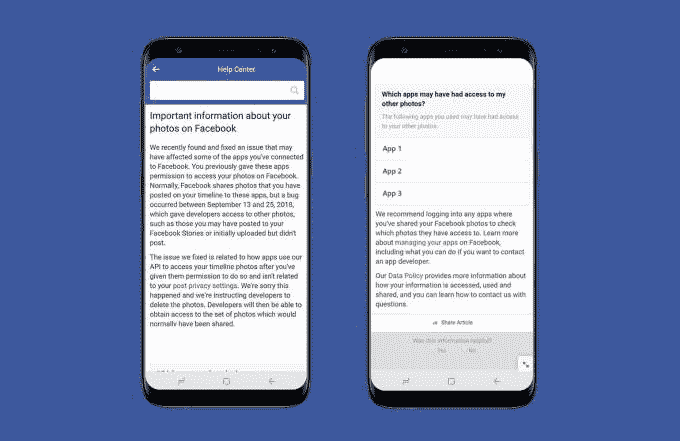 Help Center
Important information about your
photos on Facebook
We recently found and fixed an issue that may
have affected some of the apps you've connected
to Facebook. You previously gave these apps
permission to access your photos on Facebook.
Normally, Facebook shares photos that you have
posted on your timeline to these apps, but a bug
occurred between September 13 and 25, 2018,
which gave developers access to other photos,
such as those you may have posted to your
Facebook Stories or initially uploaded but didn't
post.
The issue we fixed is related to how apps use our
API to access your timeline photos after you've
given them permission to do so and isn't related
to your post privacy settings. We're sorry this
happened and we're instructing developers to
delete the photos. Developers will then be able to
obtain access to the set of photos which would
normally have been shared.
Which apps may have had access to my
other photos?
The following apps you used may have had access
to your other photos.
App 1
App 2
App 3
We recommend logging into any apps where
you've shared your Facebook photos to check
which photos they have access to. Learn more
about managing your apps on Facebook,
including what you can do if you want to contact
an app developer.
Our Data Policy provides more information about
how your information is accessed, used and
shared, and you can learn how to contact us with
questions.
Share Article
Was this information helpful?
Yes No